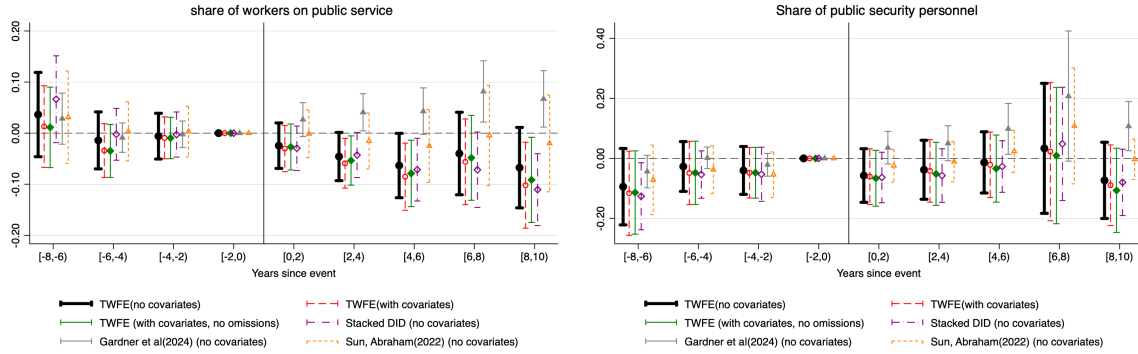 share of workers on public service
0.20
0.10
0.00
-0.10
-0.20
[-8,-6) [-6,-4) [-4,-2) [-2,0) [0,2) [2,4) [4,6) [6,8) [8,10)
Years since event
TWFE(no covariates) TWFE(with covariates)
TWFE (with covariates, no omissions) Stacked DID (no covariates)
Gardner et al(2024) (no covariates) Sun, Abraham(2022) (no covariates)
Share of public security personnel
0.40
0.20
0.00
-0.20
[-8,-6) [-6,-4) [-4,-2) [-2,0) [0,2) [2,4) [4,6) [6,8) [8,10)
Years since event
TWFE(no covariates) TWFE(with covariates)
TWFE (with covariates, no omissions) Stacked DID (no covariates)
Gardner et al(2024) (no covariates) Sun, Abraham(2022) (no covariates)